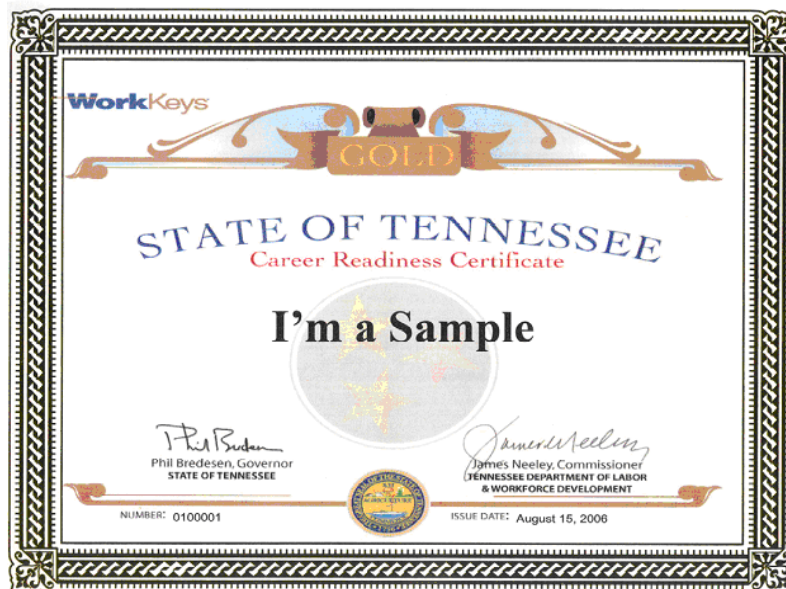 WorkKeys
GOLD
STATE OF TENNESSEE
Career Readiness Certificate
I'm a Sample
Phil Bredesen, Governor
STATE OF TENNESSEE
James Neeley, Commissioner
TENNESSEE DEPARTMENT OF LABOR
& WORKFORCE DEVELOPMENT
AGRICULTURE
NUMBER: 0100001
ISSUE DATE: August 15, 2006